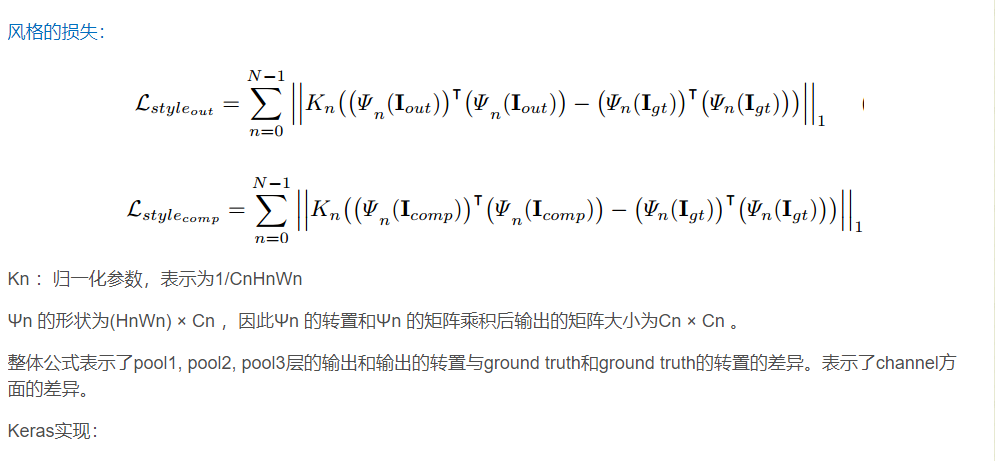 风格的损失：
$\mathcal{L}_{style_{out}} = \sum_{n=0}^{N-1} \left|\left| K_n \left( \left( \Psi_n(\mathbf{I}_{out}) \right)^{\mathsf{T}} \left( \Psi_n(\mathbf{I}_{out}) \right) - \left( \Psi_n(\mathbf{I}_{gt}) \right)^{\mathsf{T}} \left( \Psi_n(\mathbf{I}_{gt}) \right) \right) \right|\right|_1$ (
$\mathcal{L}_{style_{comp}} = \sum_{n=0}^{N-1} \left|\left| K_n \left( \left( \Psi_n(\mathbf{I}_{comp}) \right)^{\mathsf{T}} \left( \Psi_n(\mathbf{I}_{comp}) \right) - \left( \Psi_n(\mathbf{I}_{gt}) \right)^{\mathsf{T}} \left( \Psi_n(\mathbf{I}_{gt}) \right) \right) \right|\right|_1$
Kn ： 归一化参数，表示为1/CnHnWn
Ψn 的形状为(HnWn) × Cn ，因此Ψn 的转置和Ψn 的矩阵乘积后输出的矩阵大小为Cn × Cn 。
整体公式表示了pool1, pool2, pool3层的输出和输出的转置与ground truth和ground truth的转置的差异。表示了channel方
面的差异。
Keras实现：